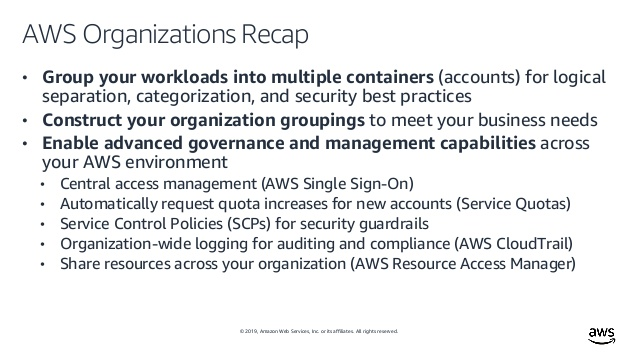 AWS Organizations Recap
• Group your workloads into multiple containers (accounts) for logical
separation, categorization, and security best practices
• Construct your organization groupings to meet your business needs
• Enable advanced governance and management capabilities across
your AWS environment
• Central access management (AWS Single Sign-On)
• Automatically request quota increases for new accounts (Service Quotas)
• Service Control Policies (SCPs) for security guardrails
• Organization-wide logging for auditing and compliance (AWS CloudTrail)
• Share resources across your organization (AWS Resource Access Manager)
© 2019, Amazon Web Services, Inc. or its affiliates. All rights reserved.
aws